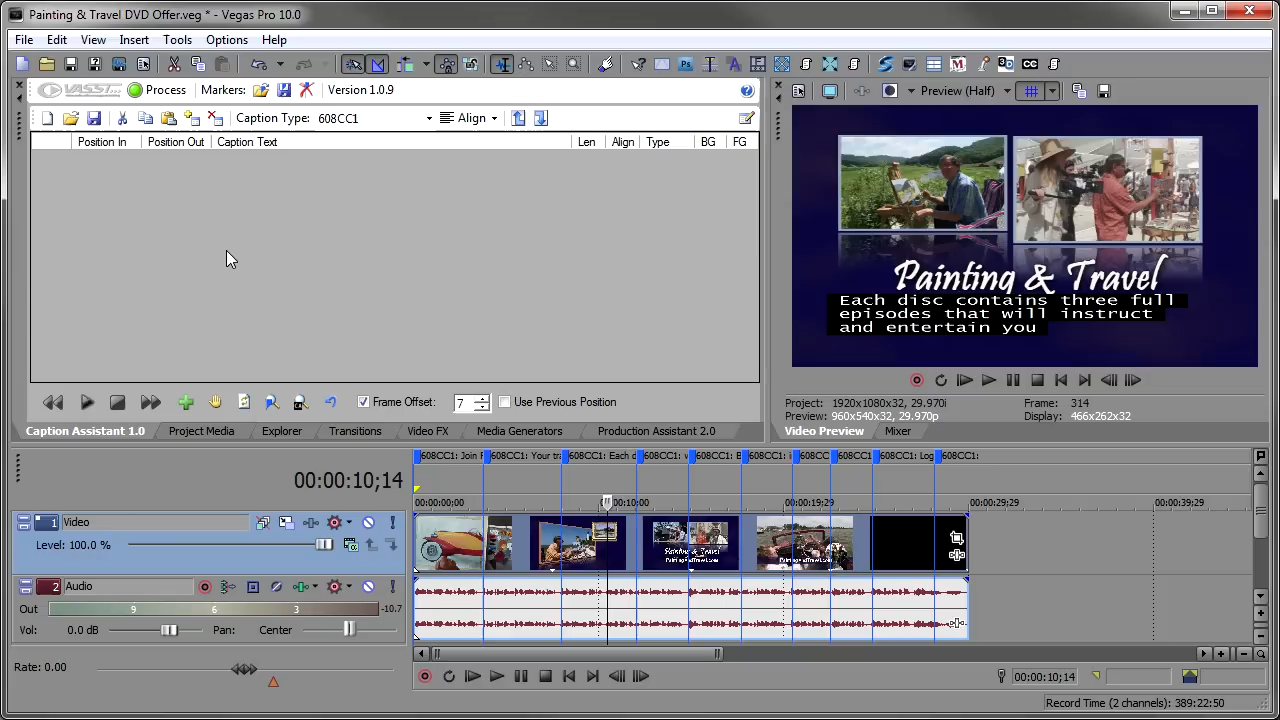 Painting & Travel DVD Offer.veg * - Vegas Pro 10.0
File Edit View Insert Tools Options Help
VASST Process Markers: Version 1.0.9
Caption Type: 608CC1 Align
Position In Position Out Caption Text Len Align Type BG FG
Frame Offset: 7 Use Previous Position
Caption Assistant 1.0 Project Media Explorer Transitions Video FX Media Generators Production Assistant 2.0
Preview (Half)
Painting & Travel
Each disc contains three full
episodes that will instruct
and entertain you
Project: 1920x1080x32, 29.970i Frame: 314
Preview: 960x540x32, 29.970p Display: 466x262x32
Video Preview Mixer
00:00:10;14
608CC1: Join 608CC1: Your tra 608CC1: Each d 608CC1: v 608CC1: B 608CC1: i 608CC1: 608CC1: 608CC1: Log 608CC1:
00:00:00;00 00:00:10;00 00:00:19;29 00:00:29;29 00:00:39;29
1 Video
Level: 100.0 %
Painting & Travel
2 Audio
Out 9 6 3 -10.7
Vol: 0.0 dB Pan: Center
Rate: 0.00
00:00:10;14
Record Time (2 channels): 389:22:50